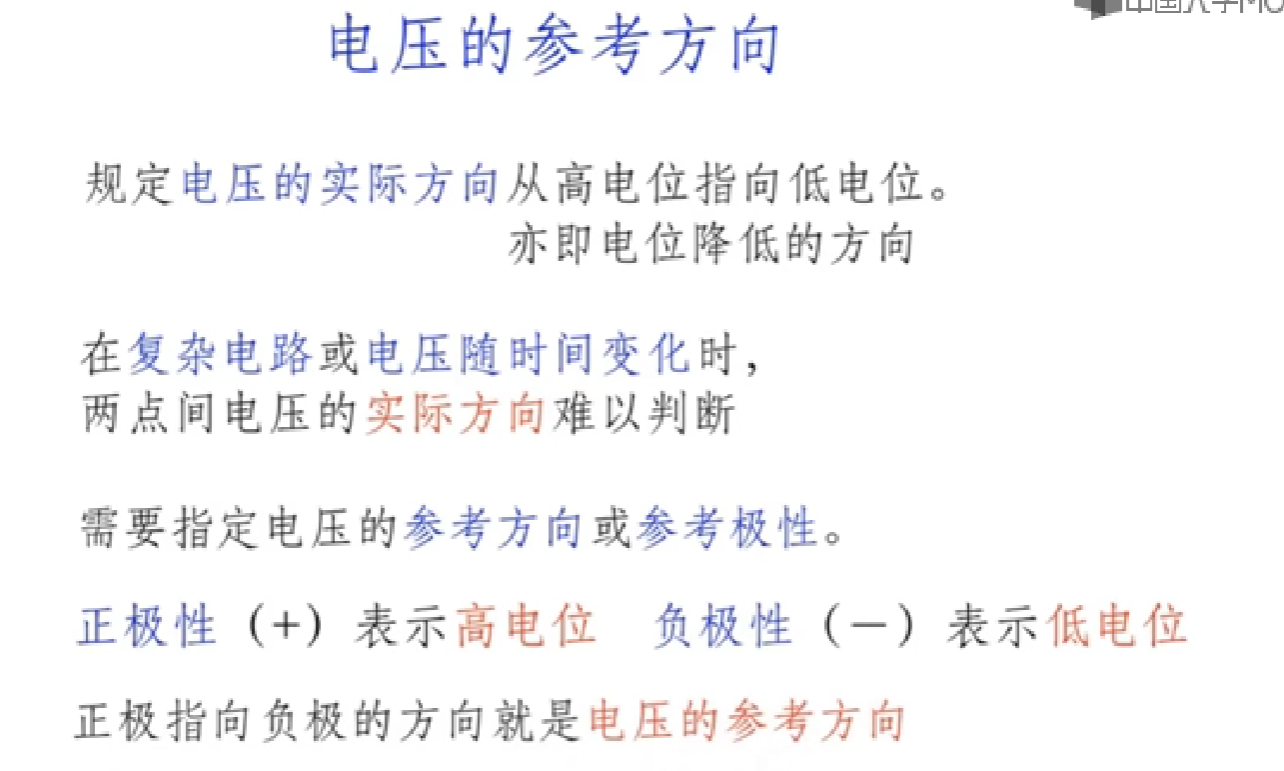 中国大学MO
电压的参考方向
规定电压的实际方向从高电位指向低电位。
亦即电位降低的方向
在复杂电路或电压随时间变化时，
两点间电压的实际方向难以判断
需要指定电压的参考方向或参考极性。
正极性（+）表示高电位 负极性（－）表示低电位
正极指向负极的方向就是电压的参考方向